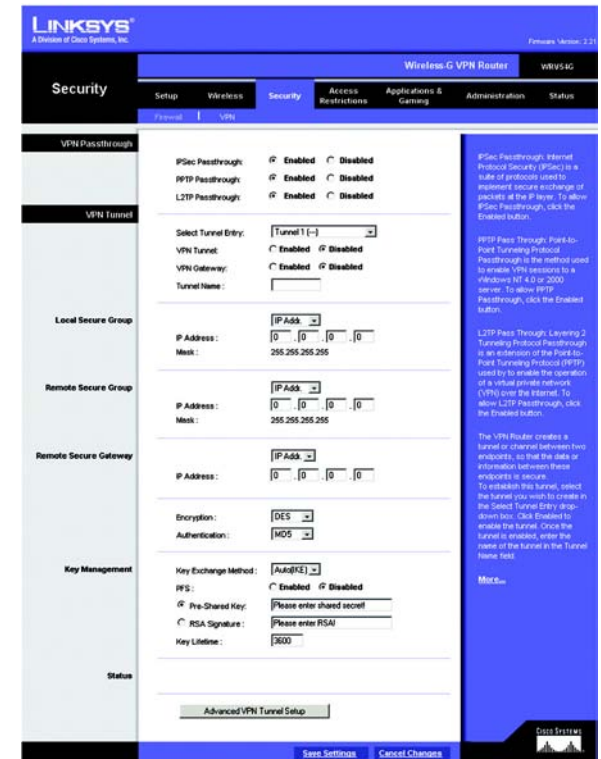 LINKSYS®
A Division of Cisco Systems, Inc.
Firmware Version: 2.21
Wireless-G VPN Router
WRV54G
Security
Setup
Wireless
Security
Access Restrictions
Applications & Gaming
Administration
Status
Firewall | VPN
VPN Passthrough
IPSec Passthrough: Enabled Disabled
PPTP Passthrough: Enabled Disabled
L2TP Passthrough: Enabled Disabled
VPN Tunnel
Select Tunnel Entry: Tunnel 1 (--)
VPN Tunnel: Enabled Disabled
VPN Gateway: Enabled Disabled
Tunnel Name :
Local Secure Group
IP Addr.
IP Address : 0 . 0 . 0 . 0
Mask : 255.255.255.255
Remote Secure Group
IP Addr.
IP Address : 0 . 0 . 0 . 0
Mask : 255.255.255.255
Remote Secure Gateway
IP Addr.
IP Address : 0 . 0 . 0 . 0
Encryption : DES
Authentication : MD5
Key Management
Key Exchange Method : Auto(IKE)
PFS : Enabled Disabled
Pre-Shared Key: Please enter shared secret!
RSA Signature : Please enter RSA!
Key Lifetime : 3600
Status
Advanced VPN Tunnel Setup
Save Settings
Cancel Changes
IPSec Passthrough: Internet
Protocol Security (IPSec) is a
suite of protocols used to
implement secure exchange of
packets at the IP layer. To allow
IPSec Passthrough, click the
Enabled button.
PPTP Pass Through: Point-to-
Point Tunneling Protocol
Passthrough is the method used
to enable VPN sessions to a
Windows NT 4.0 or 2000
server. To allow PPTP
Passthrough, click the Enabled
button.
L2TP Pass Through: Layering 2
Tunneling Protocol Passthrough
is an extension of the Point-to-
Point Tunneling Protocol (PPTP)
used by to enable the operation
of a virtual private network
(VPN) over the Internet. To
allow L2TP Passthrough, click
the Enabled button.
The VPN Router creates a
tunnel or channel between two
endpoints, so that the data or
information between these
endpoints is secure.
To establish this tunnel, select
the tunnel you wish to create in
the Select Tunnel Entry drop-
down box. Click Enabled to
enable the tunnel. Once the
tunnel is enabled, enter the
name of the tunnel in the Tunnel
Name field.
More...
CISCO SYSTEMS